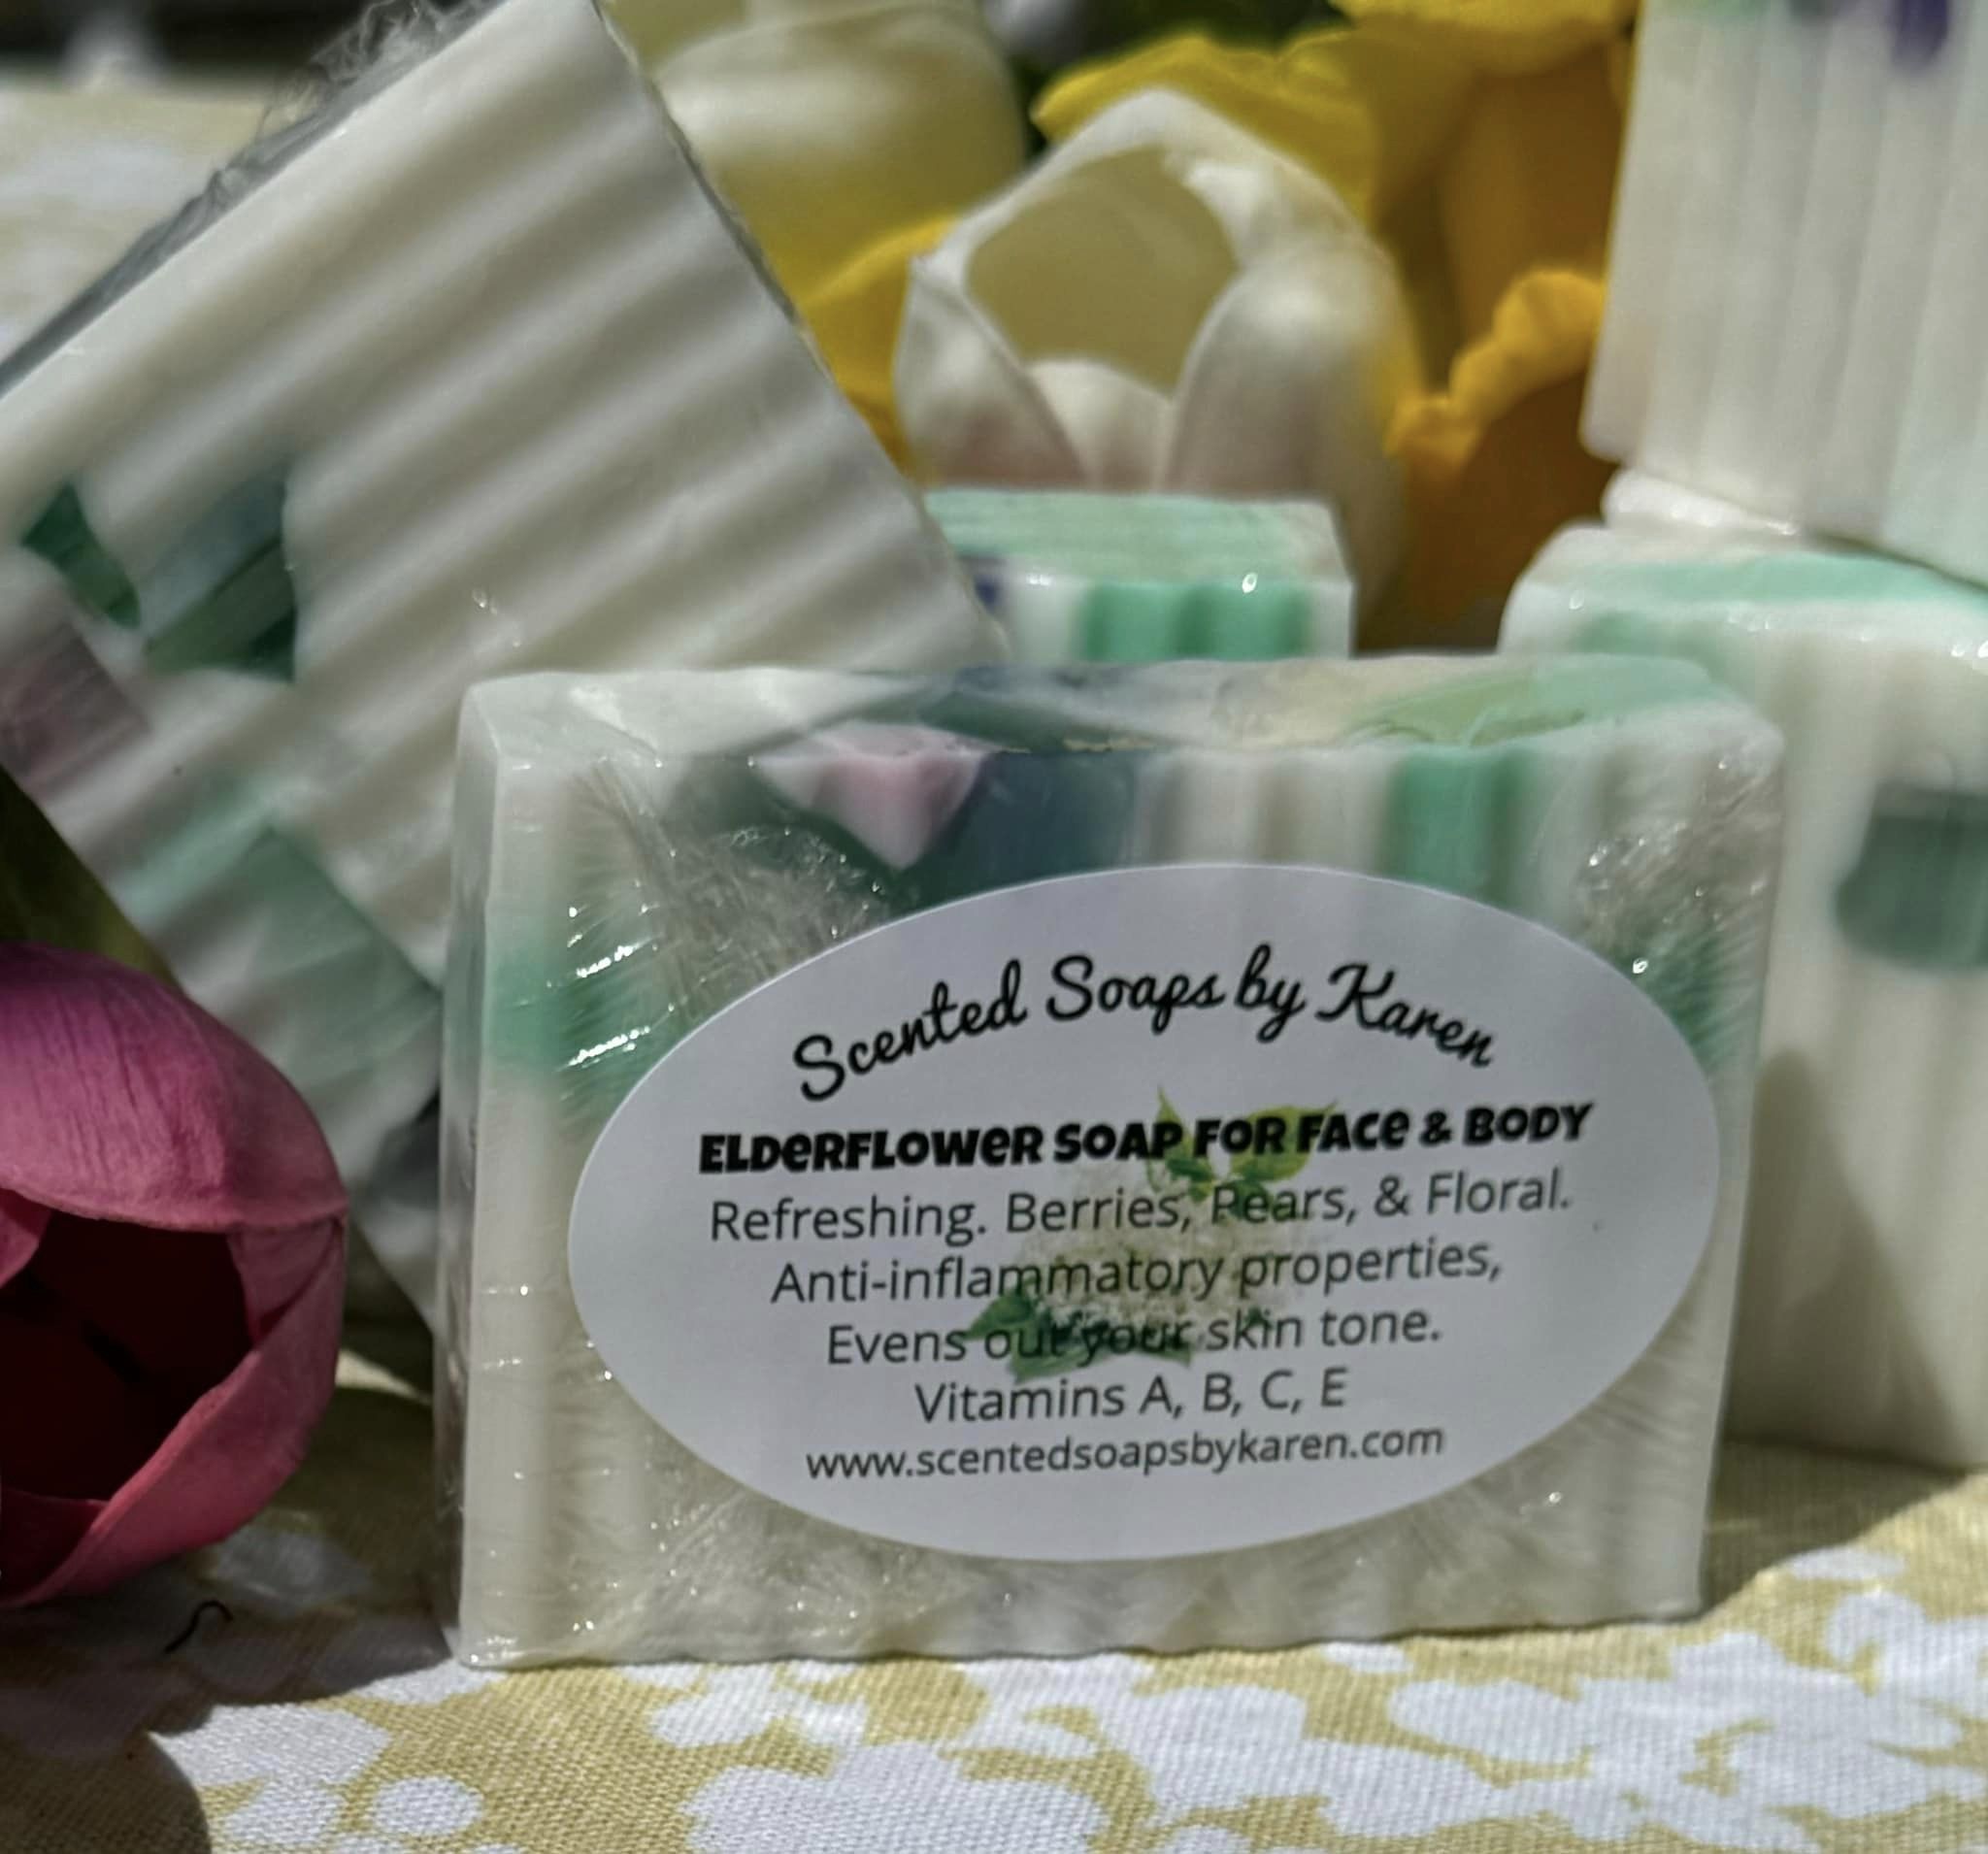 Scented Soaps by Karen
ELDERFLOWER SOAP FOR FACE & BODY
Refreshing. Berries, Pears, & Floral.
Anti-inflammatory properties,
Evens out your skin tone.
Vitamins A, B, C, E
www.scentedsoapsbykaren.com